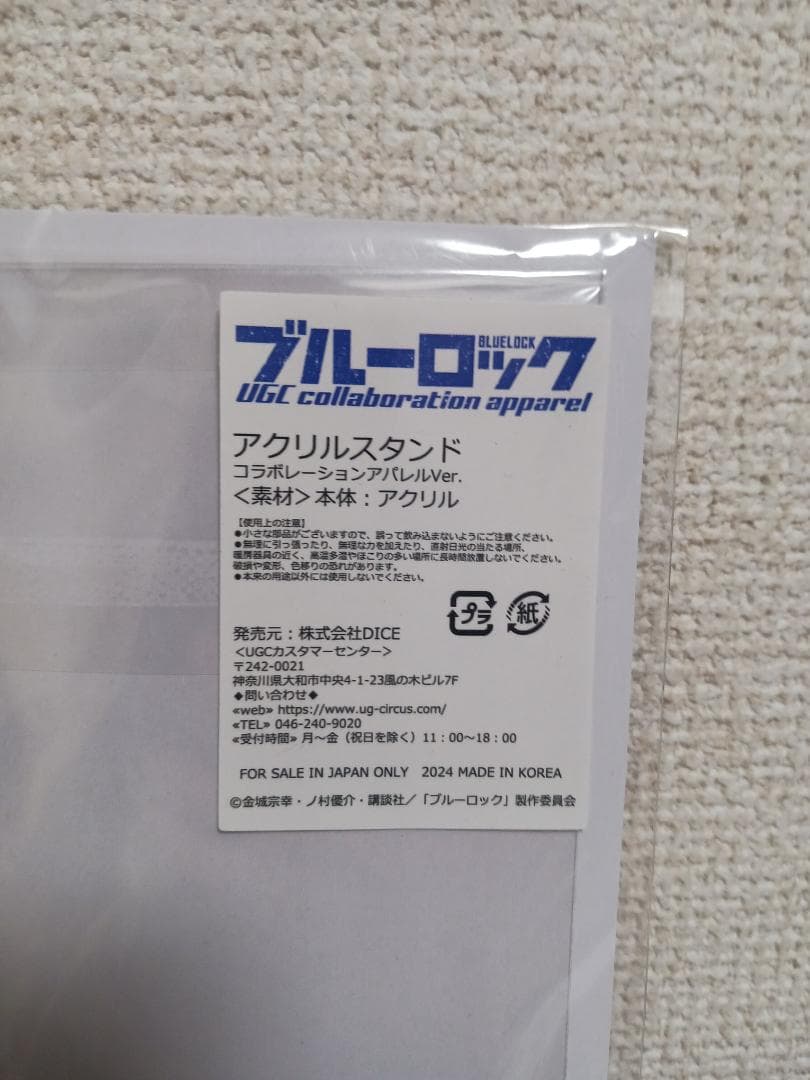 ブルーロック
BLUELOCK
UGC collaboration apparel
アクリルスタンド
コラボレーションアパレルVer.
＜素材＞本体：アクリル
【使用上の注意】
●小さな部品がございますので、誤って飲み込まないようにご注意ください。
●無理に引っ張ったり、無理な力を加えたり、直射日光の当たる場所、
暖房器具の近く、高温多湿やほこりの多い場所に長時間放置しないでください。
破損や変形、色移りの恐れがあります。
●本来の用途以外には使用しないでください。
プラ
紙
発売元：株式会社DICE
＜UGCカスタマーセンター＞
〒242-0021
神奈川県大和市中央4-1-23風の木ビル7F
◆問い合わせ◆
≪web≫ https://www.ug-circus.com/
≪TEL≫ 046-240-9020
≪受付時間≫ 月～金（祝日を除く）11：00～18：00
FOR SALE IN JAPAN ONLY 2024 MADE IN KOREA
©金城宗幸・ノ村優介・講談社／「ブルーロック」製作委員会